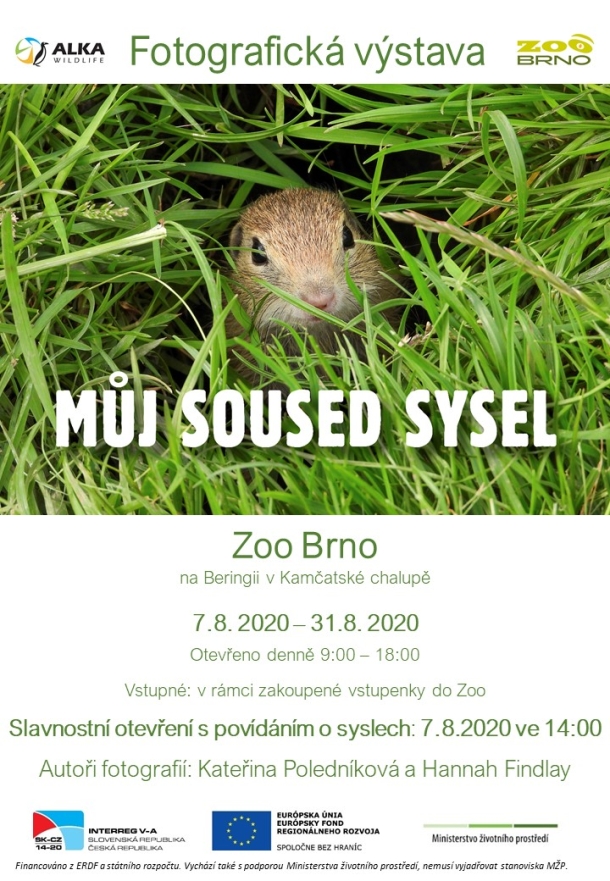 ALKA
WILDLIFE
Fotografická výstava
ZOO
BRNO
MŮJ SOUSED SYSEL
Zoo Brno
na Beringii v Kamčatské chalupě
7.8. 2020 – 31.8. 2020
Otevřeno denně 9:00 – 18:00
Vstupné: v rámci zakoupené vstupenky do Zoo
Slavnostní otevření s povídáním o syslech: 7.8.2020 ve 14:00
Autoři fotografií: Kateřina Poledníková a Hannah Findlay
SK-CZ
14-20
INTERREG V-A
SLOVENSKÁ REPUBLIKA
ČESKÁ REPUBLIKA
EURÓPSKA ÚNIA
EURÓPSKY FOND
REGIONÁLNEHO ROZVOJA
SPOLOČNE BEZ HRANÍC
Ministerstvo životního prostředí
Financováno z ERDF a státního rozpočtu. Vychází také s podporou Ministerstva životního prostředí, nemusí vyjadřovat stanoviska MŽP.